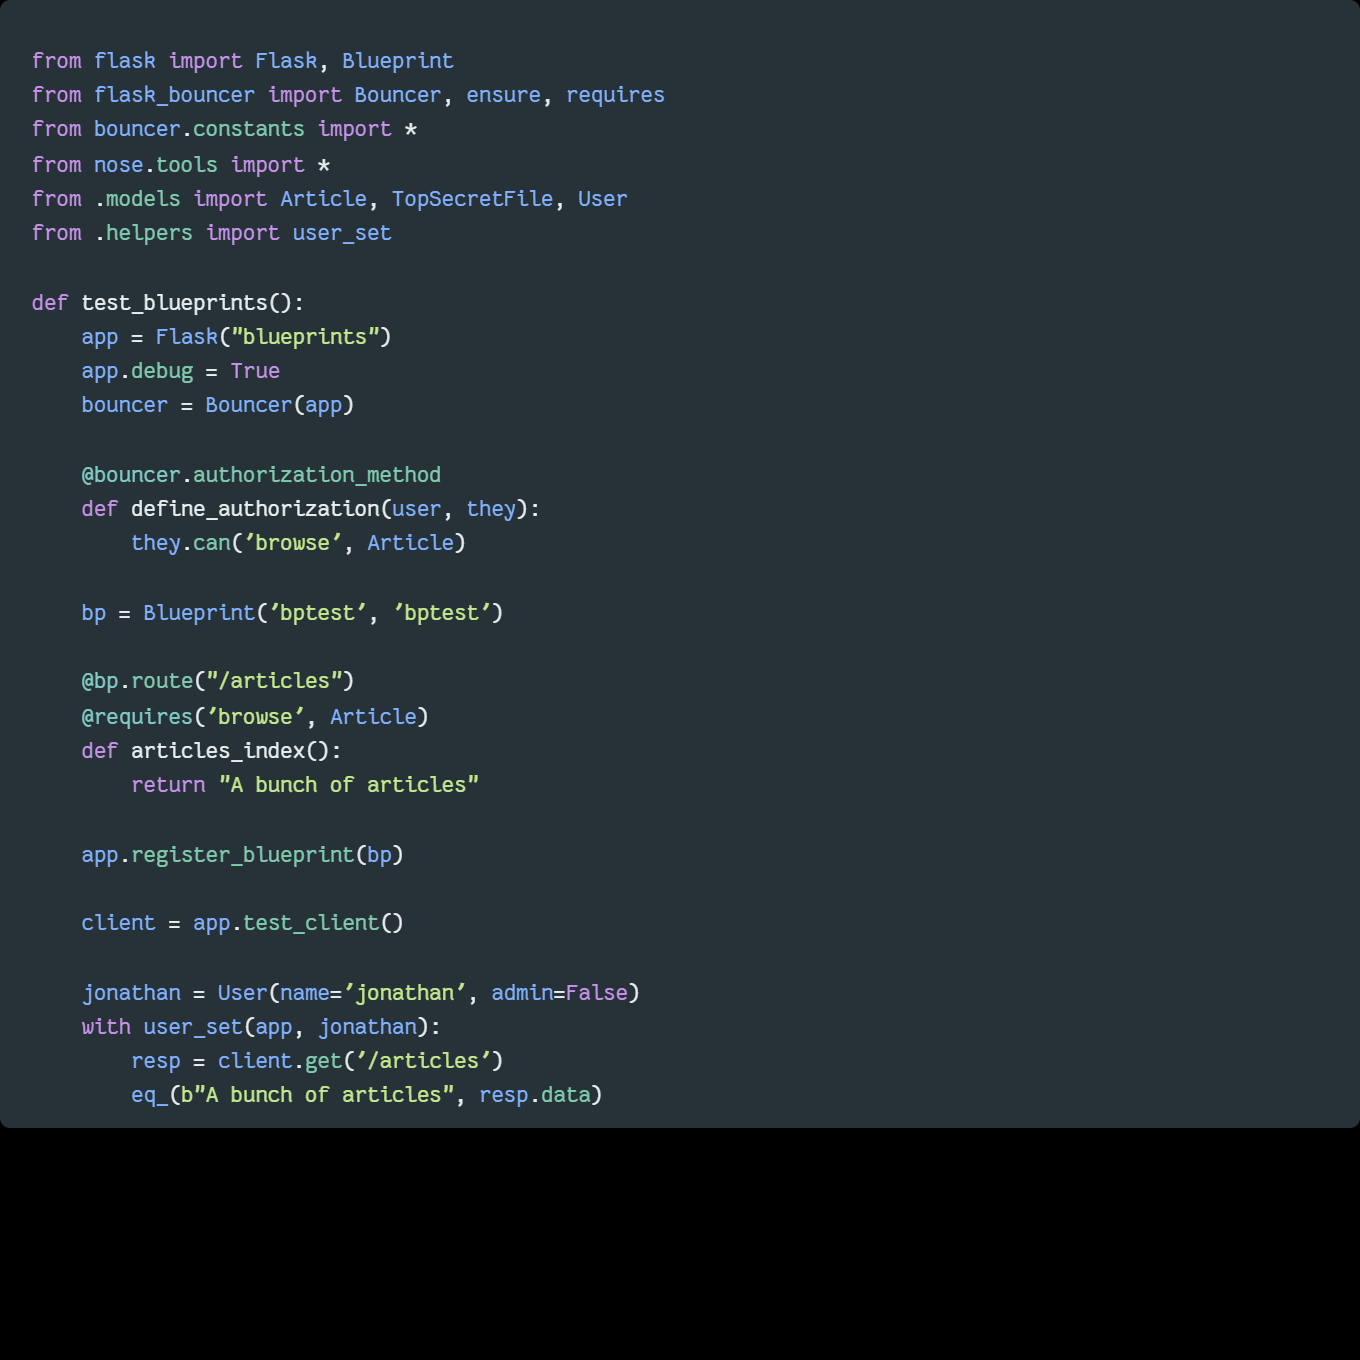 from flask import Flask, Blueprint
from flask_bouncer import Bouncer, ensure, requires
from bouncer.constants import *
from nose.tools import *
from .models import Article, TopSecretFile, User
from .helpers import user_set

def test_blueprints():
    app = Flask("blueprints")
    app.debug = True
    bouncer = Bouncer(app)

    @bouncer.authorization_method
    def define_authorization(user, they):
        they.can('browse', Article)

    bp = Blueprint('bptest', 'bptest')

    @bp.route("/articles")
    @requires('browse', Article)
    def articles_index():
        return "A bunch of articles"

    app.register_blueprint(bp)

    client = app.test_client()

    jonathan = User(name='jonathan', admin=False)
    with user_set(app, jonathan):
        resp = client.get('/articles')
        eq_(b"A bunch of articles", resp.data)